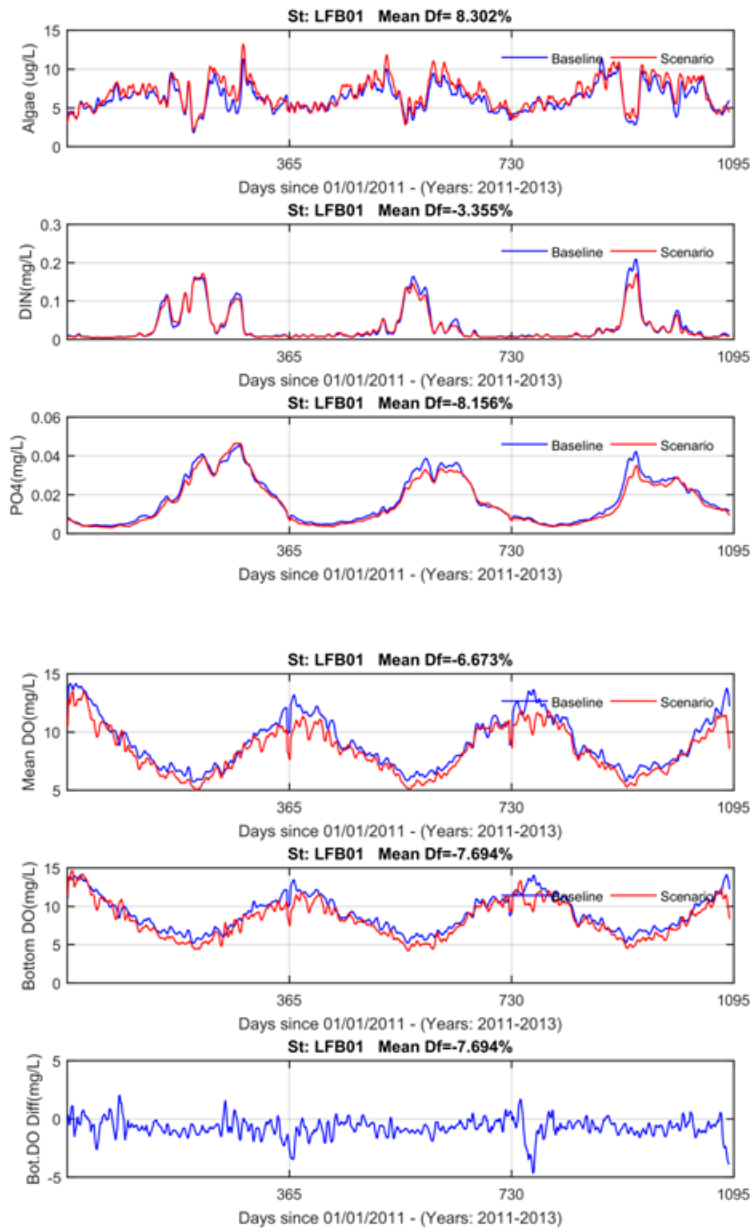 St: LFB01 Mean Df= 8.302%
15
10
5
0
Algae (ug/L)
Baseline Scenario
365 730 1095
Days since 01/01/2011 - (Years: 2011-2013)
St: LFB01 Mean Df=-3.355%
0.3
0.2
0.1
0
DIN(mg/L)
Baseline Scenario
365 730 1095
Days since 01/01/2011 - (Years: 2011-2013)
St: LFB01 Mean Df=-8.156%
0.06
0.04
0.02
0
PO4(mg/L)
Baseline Scenario
365 730 1095
Days since 01/01/2011 - (Years: 2011-2013)
St: LFB01 Mean Df=-6.673%
15
10
5
Mean DO(mg/L)
Baseline Scenario
365 730 1095
Days since 01/01/2011 - (Years: 2011-2013)
St: LFB01 Mean Df=-7.694%
15
10
5
0
Bottom DO(mg/L)
Baseline Scenario
365 730 1095
Days since 01/01/2011 - (Years: 2011-2013)
St: LFB01 Mean Df=-7.694%
5
0
-5
Bot.DO Diff(mg/L)
365 730 1095
Days since 01/01/2011 - (Years: 2011-2013)